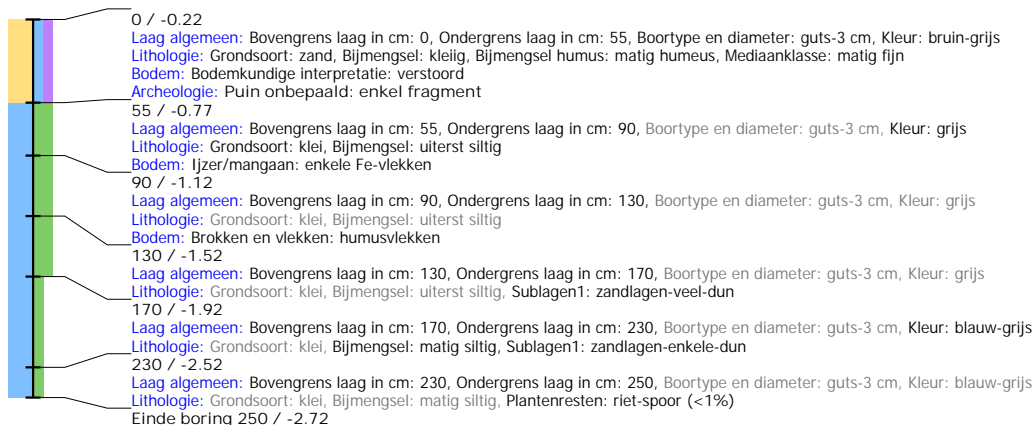 0 / -0.22
Laag algemeen: Bovengrens laag in cm: 0, Ondergrens laag in cm: 55, Boortype en diameter: guts-3 cm, Kleur: bruin-grijs
Lithologie: Grondsoort: zand, Bijmengsel: kleiig, Bijmengsel humus: matig humeus, Mediaanklasse: matig fijn
Bodem: Bodemkundige interpretatie: verstoord
Archeologie: Puin onbepaald: enkel fragment
55 / -0.77
Laag algemeen: Bovengrens laag in cm: 55, Ondergrens laag in cm: 90, Boortype en diameter: guts-3 cm, Kleur: grijs
Lithologie: Grondsoort: klei, Bijmengsel: uiterst siltig
Bodem: Ijzer/mangaan: enkele Fe-vlekken
90 / -1.12
Laag algemeen: Bovengrens laag in cm: 90, Ondergrens laag in cm: 130, Boortype en diameter: guts-3 cm, Kleur: grijs
Lithologie: Grondsoort: klei, Bijmengsel: uiterst siltig
Bodem: Brokken en vlekken: humusvlekken
130 / -1.52
Laag algemeen: Bovengrens laag in cm: 130, Ondergrens laag in cm: 170, Boortype en diameter: guts-3 cm, Kleur: grijs
Lithologie: Grondsoort: klei, Bijmengsel: uiterst siltig, Sublagen1: zandlagen-veel-dun
170 / -1.92
Laag algemeen: Bovengrens laag in cm: 170, Ondergrens laag in cm: 230, Boortype en diameter: guts-3 cm, Kleur: blauw-grijs
Lithologie: Grondsoort: klei, Bijmengsel: matig siltig, Sublagen1: zandlagen-enkele-dun
230 / -2.52
Laag algemeen: Bovengrens laag in cm: 230, Ondergrens laag in cm: 250, Boortype en diameter: guts-3 cm, Kleur: blauw-grijs
Lithologie: Grondsoort: klei, Bijmengsel: matig siltig, Plantenresten: riet-spoor (<1%)
Einde boring 250 / -2.72